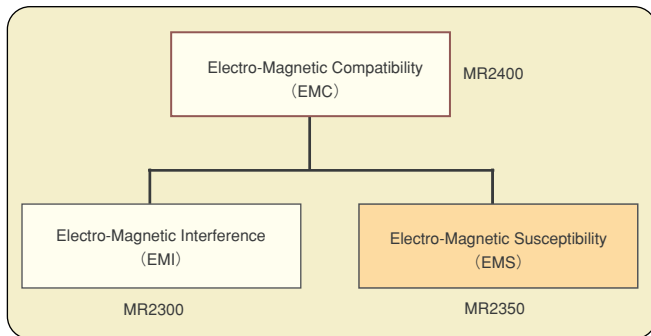 Electro-Magnetic Compatibility
（EMC）
MR2400
Electro-Magnetic Interference
（EMI）
Electro-Magnetic Susceptibility
（EMS）
MR2300
MR2350